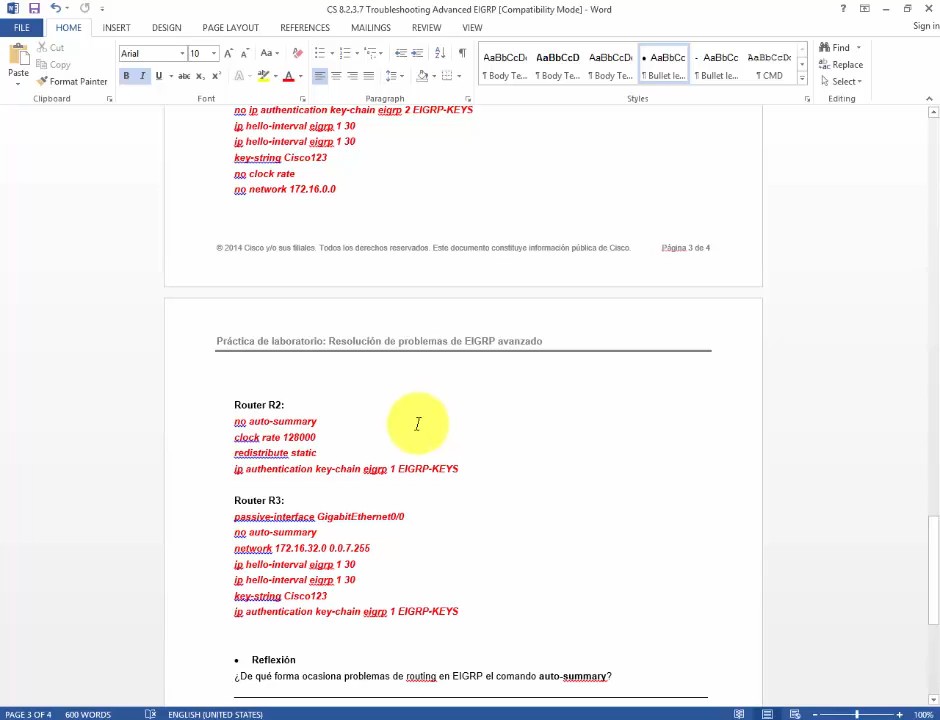 CS 8.2.3.7 Troubleshooting Advanced EIGRP [Compatibility Mode] - Word
FILE HOME INSERT DESIGN PAGE LAYOUT REFERENCES MAILINGS REVIEW VIEW Sign in
Paste
Cut
Copy
Format Painter
Clipboard
Arial 10
Font
Paragraph
AaBbCcDc AaBbCcD AaBbCcDc AaBbCc AaBbCc AaBbCcDc
¶ Body Te... ¶ Body Te... ¶ Body Te... ¶ Bullet le... ¶ Bullet le... ¶ CMD
Styles
Find
Replace
Select
Editing
no ip authentication key-chain eigrp 2 EIGRP-KEYS
ip hello-interval eigrp 1 30
ip hello-interval eigrp 1 30
key-string Cisco123
no clock rate
no network 172.16.0.0
© 2014 Cisco y/o sus filiales. Todos los derechos reservados. Este documento constituye información pública de Cisco. Página 3 de 4
Práctica de laboratorio: Resolución de problemas de EIGRP avanzado
Router R2:
no auto-summary
clock rate 128000
redistribute static
ip authentication key-chain eigrp 1 EIGRP-KEYS
Router R3:
passive-interface GigabitEthernet0/0
no auto-summary
network 172.16.32.0 0.0.7.255
ip hello-interval eigrp 1 30
ip hello-interval eigrp 1 30
key-string Cisco123
ip authentication key-chain eigrp 1 EIGRP-KEYS
• Reflexión
¿De qué forma ocasiona problemas de routing en EIGRP el comando auto-summary?
PAGE 3 OF 4 600 WORDS ENGLISH (UNITED STATES) 100%